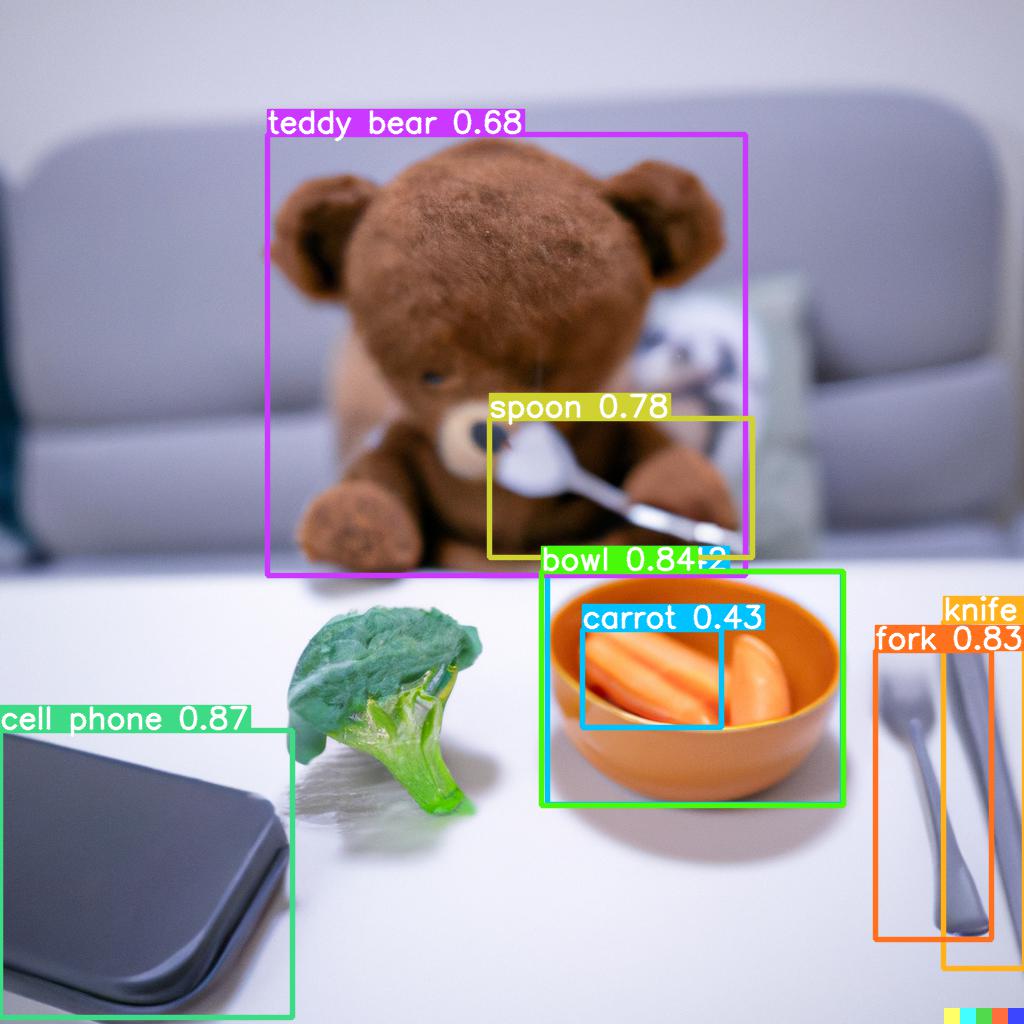 teddy bear 0.68
spoon 0.78
bowl 0.84
carrot 0.43
knife
fork 0.83
cell phone 0.87